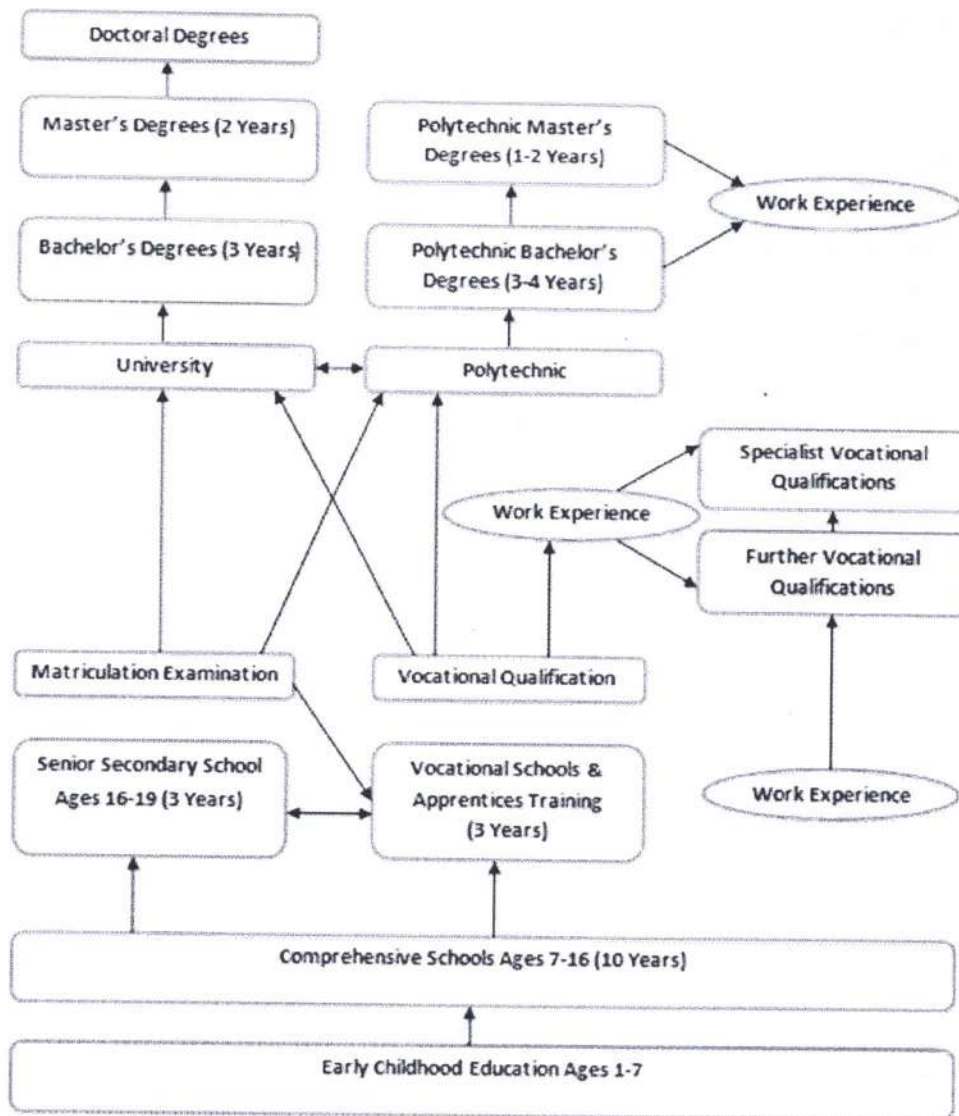 Doctoral Degrees
Master's Degrees (2 Years)
Polytechnic Master's
Degrees (1-2 Years)
Work Experience
Bachelor's Degrees (3 Years)
Polytechnic Bachelor's
Degrees (3-4 Years)
University
Polytechnic
Specialist Vocational
Qualifications
Work Experience
Further Vocational
Qualifications
Matriculation Examination
Vocational Qualification
Senior Secondary School
Ages 16-19 (3 Years)
Vocational Schools &
Apprentices Training
(3 Years)
Work Experience
Comprehensive Schools Ages 7-16 (10 Years)
Early Childhood Education Ages 1-7